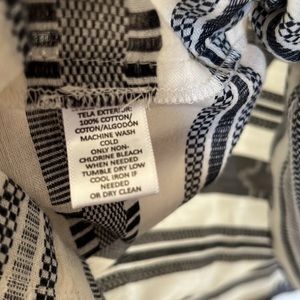 TELA EXTERIOR:
100% COTTON/
COTON/ALGODÓN
MACHINE WASH
COLD
ONLY NON-
CHLORINE BLEACH
WHEN NEEDED
TUMBLE DRY LOW
COOL IRON IF
NEEDED
OR DRY CLEAN